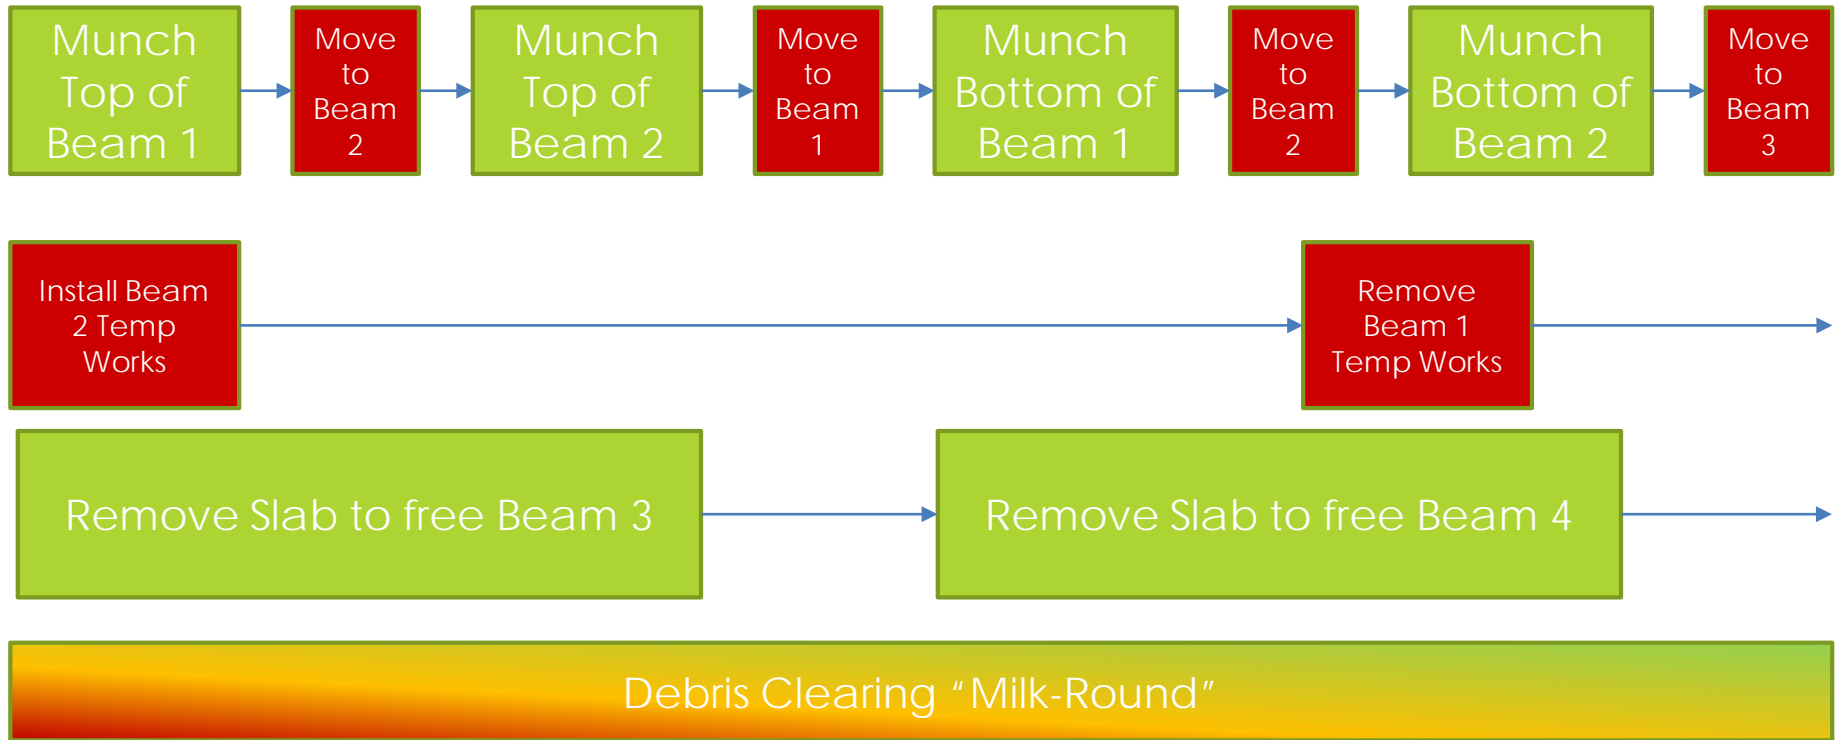 Munch
Top of
Beam 1
Move
to
Beam
2
Munch
Top of
Beam 2
Move
to
Beam
1
Munch
Bottom of
Beam 1
Move
to
Beam
2
Munch
Bottom of
Beam 2
Move
to
Beam
3
Install Beam
2 Temp
Works
Remove
Beam 1
Temp Works
Remove Slab to free Beam 3
Remove Slab to free Beam 4
Debris Clearing “Milk-Round”